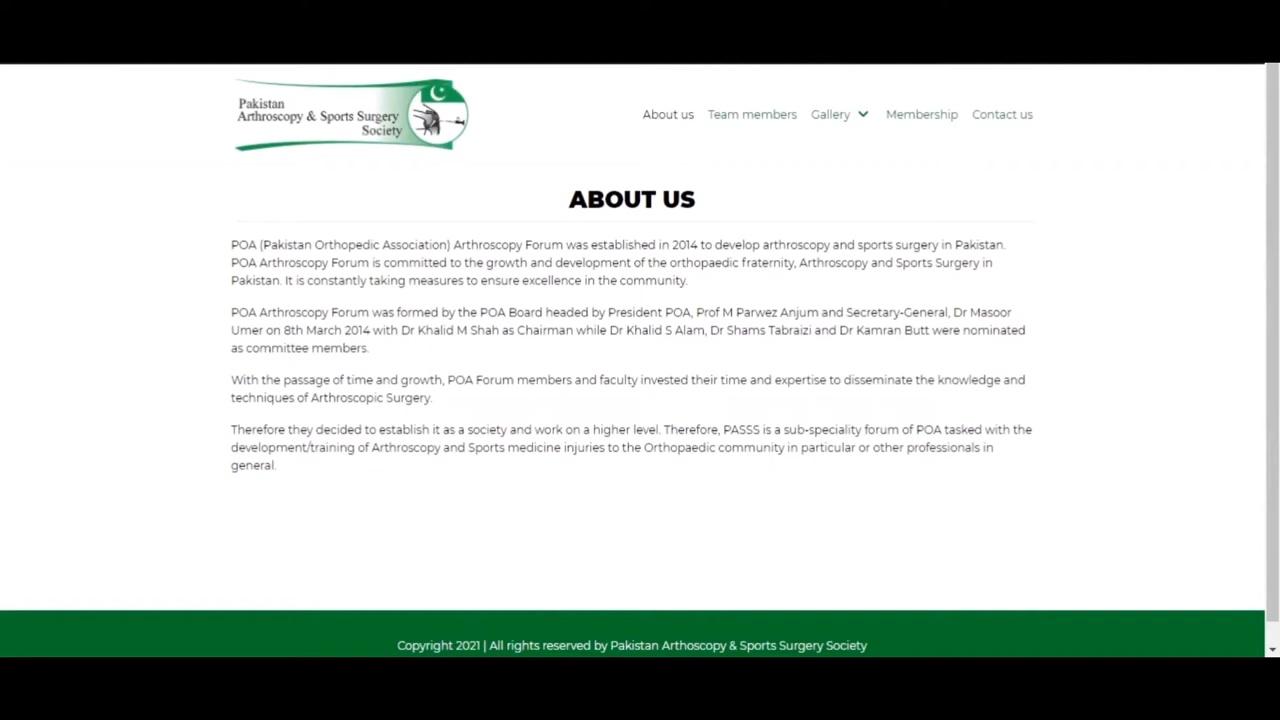 Pakistan
Arthroscopy & Sports Surgery
Society
About us Team members Gallery Membership Contact us
ABOUT US
POA (Pakistan Orthopedic Association) Arthroscopy Forum was established in 2014 to develop arthroscopy and sports surgery in Pakistan.
POA Arthroscopy Forum is committed to the growth and development of the orthopaedic fraternity, Arthroscopy and Sports Surgery in
Pakistan. It is constantly taking measures to ensure excellence in the community.
POA Arthroscopy Forum was formed by the POA Board headed by President POA, Prof M Parwez Anjum and Secretary-General, Dr Masoor
Umer on 8th March 2014 with Dr Khalid M Shah as Chairman while Dr Khalid S Alam, Dr Shams Tabraizi and Dr Kamran Butt were nominated
as committee members.
With the passage of time and growth, POA Forum members and faculty invested their time and expertise to disseminate the knowledge and
techniques of Arthroscopic Surgery.
Therefore they decided to establish it as a society and work on a higher level. Therefore, PASSS is a sub-speciality forum of POA tasked with the
development/training of Arthroscopy and Sports medicine injuries to the Orthopaedic community in particular or other professionals in
general.
Copyright 2021 | All rights reserved by Pakistan Arthoscopy & Sports Surgery Society